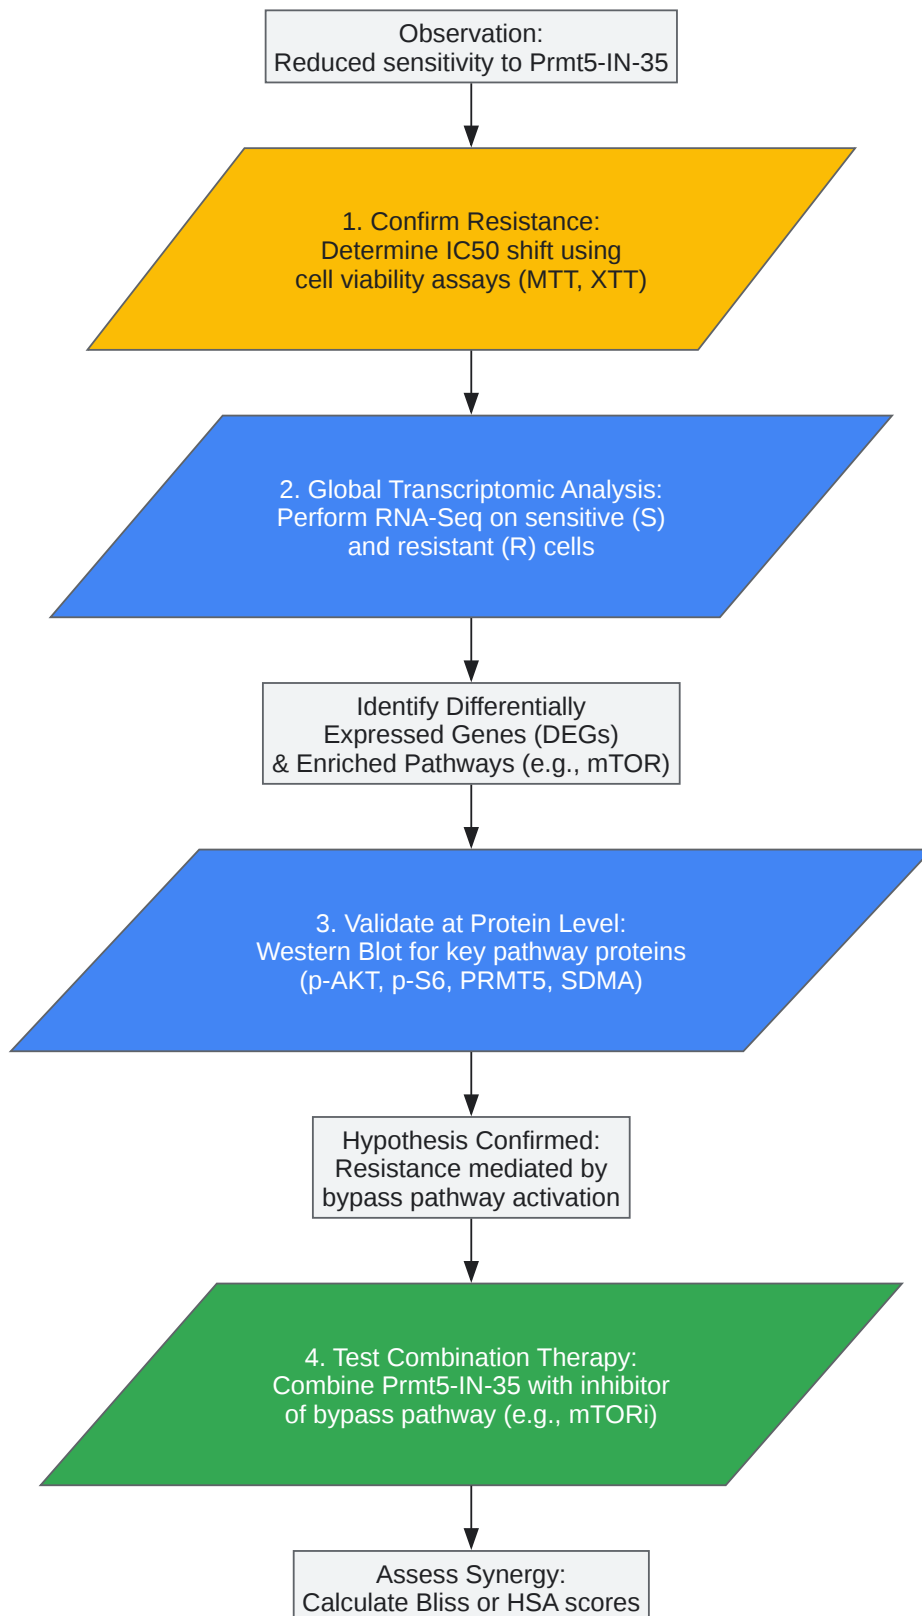 Observation:
Reduced sensitivity to Prmt5-IN-35
1. Confirm Resistance:
Determine IC50 shift using
cell viability assays (MTT, XTT)
2. Global Transcriptomic Analysis:
Perform RNA-Seq on sensitive (S)
and resistant (R) cells
Identify Differentially
Expressed Genes (DEGs)
& Enriched Pathways (e.g., mTOR)
3. Validate at Protein Level:
Western Blot for key pathway proteins
(p-AKT, p-S6, PRMT5, SDMA)
Hypothesis Confirmed:
Resistance mediated by
bypass pathway activation
4. Test Combination Therapy:
Combine Prmt5-IN-35 with inhibitor
of bypass pathway (e.g., mTORi)
Assess Synergy:
Calculate Bliss or HSA scores